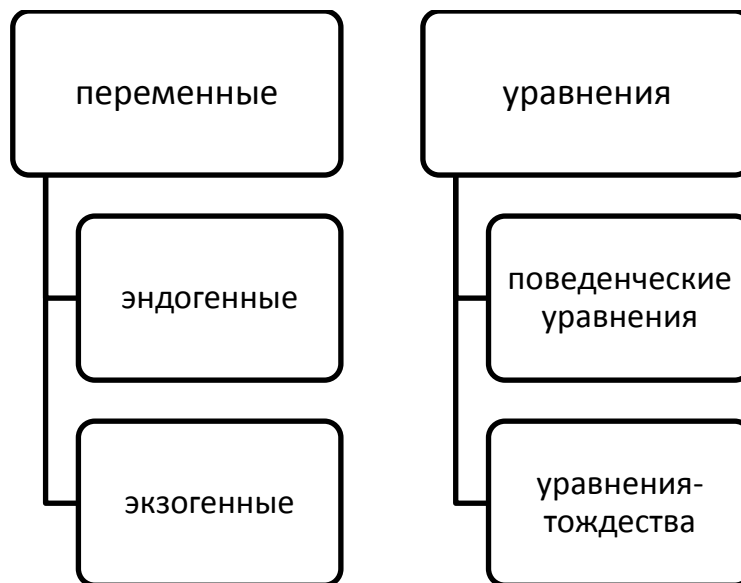 переменные
эндогенные
экзогенные
уравнения
поведенческие
уравнения
уравнения-
тождества